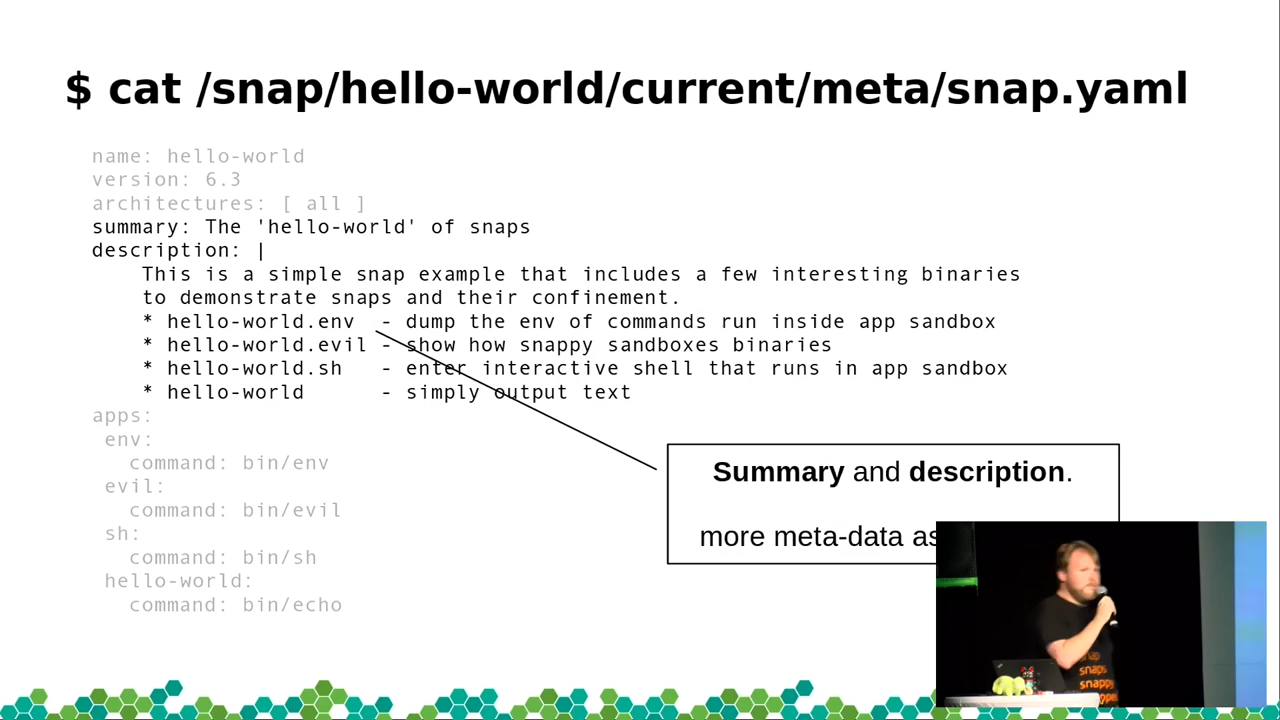 $ cat /snap/hello-world/current/meta/snap.yaml
name: hello-world
version: 6.3
architectures: [ all ]
summary: The 'hello-world' of snaps
description: |
This is a simple snap example that includes a few interesting binaries
to demonstrate snaps and their confinement.
* hello-world.env - dump the env of commands run inside app sandbox
* hello-world.evil - show how snappy sandboxes binaries
* hello-world.sh - enter interactive shell that runs in app sandbox
* hello-world - simply output text
apps:
env:
command: bin/env
evil:
command: bin/evil
sh:
command: bin/sh
hello-world:
command: bin/echo
Summary and description.
more meta-data as
snap
snaps
snappy